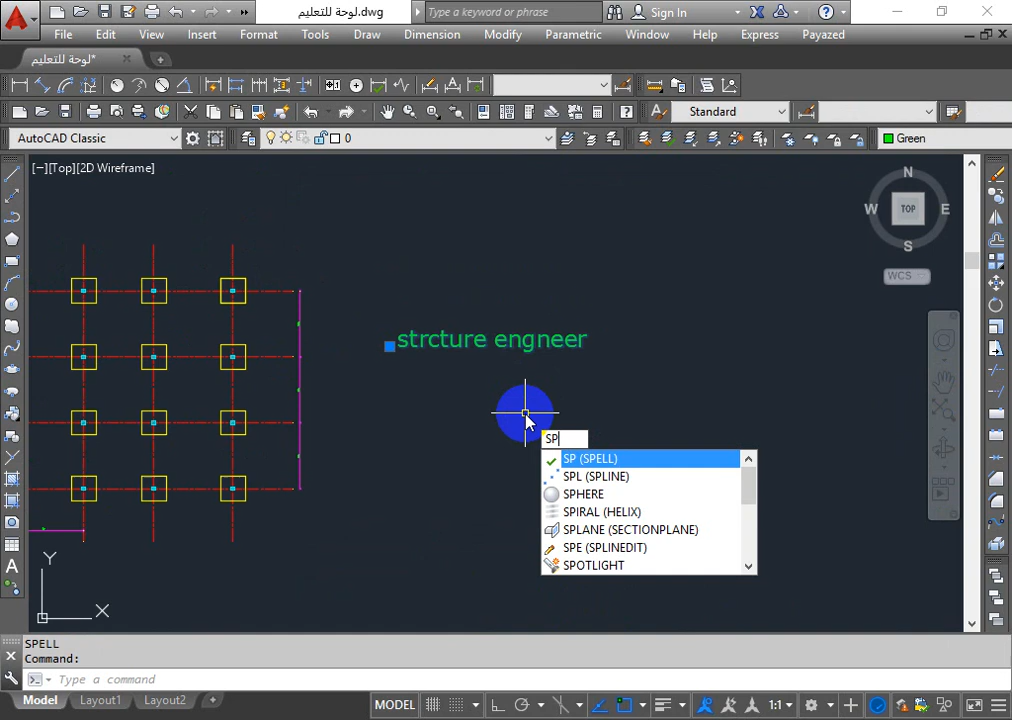 لوحة للتعليم.dwg
Type a keyword or phrase
Sign In
File Edit View Insert Format Tools Draw Dimension Modify Parametric Window Help Express Payazed
لوحة للتعليم*
Standard
AutoCAD Classic
0
Green
[−][Top][2D Wireframe]
N
W TOP E
S
WCS
strcture engneer
SP
SP (SPELL)
SPL (SPLINE)
SPHERE
SPIRAL (HELIX)
SPLANE (SECTIONPLANE)
SPE (SPLINEDIT)
SPOTLIGHT
Y
X
SPELL
Command:
Type a command
Model Layout1 Layout2 +
MODEL
1:1